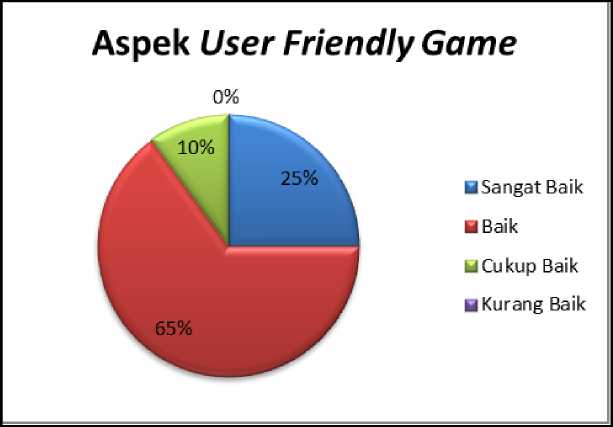 Aspek User Friendly Game
0%
10%
25%
65%
Sangat Baik
Baik
Cukup Baik
Kurang Baik